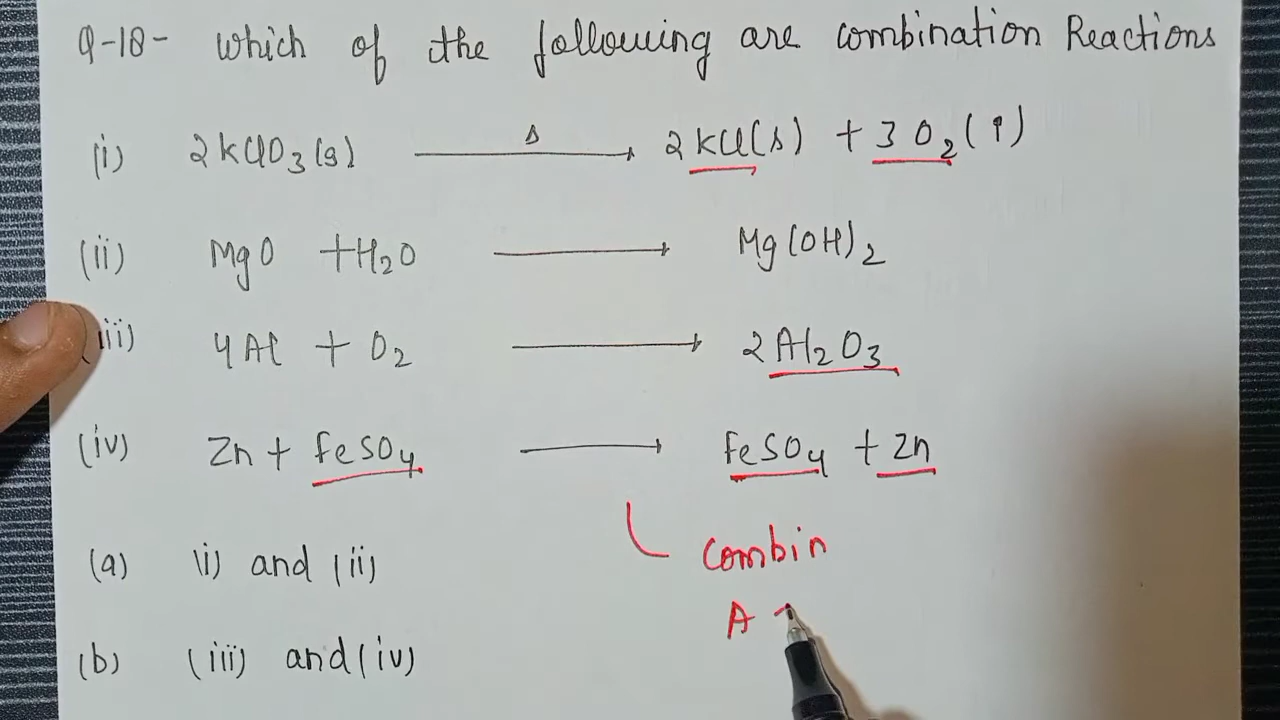 Q-18- which of the following are combination Reactions
(i) 2KClO3(s) Δ→ 2KCl(s) + 3O2(↑)
(ii) MgO + H2O → Mg(OH)2
(iii) 4Al + O2 → 2Al2O3
(iv) Zn + FeSO4 → FeSO4 + Zn
Combin
(a) (i) and (ii)
A
(b) (iii) and (iv)